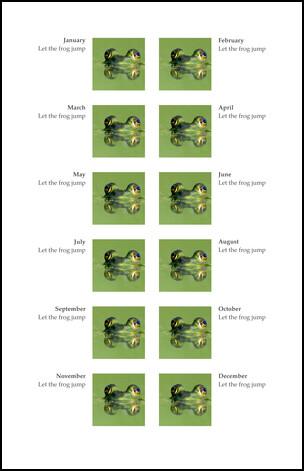 January
Let the frog jump
February
Let the frog jump
March
Let the frog jump
April
Let the frog jump
May
Let the frog jump
June
Let the frog jump
July
Let the frog jump
August
Let the frog jump
September
Let the frog jump
October
Let the frog jump
November
Let the frog jump
December
Let the frog jump